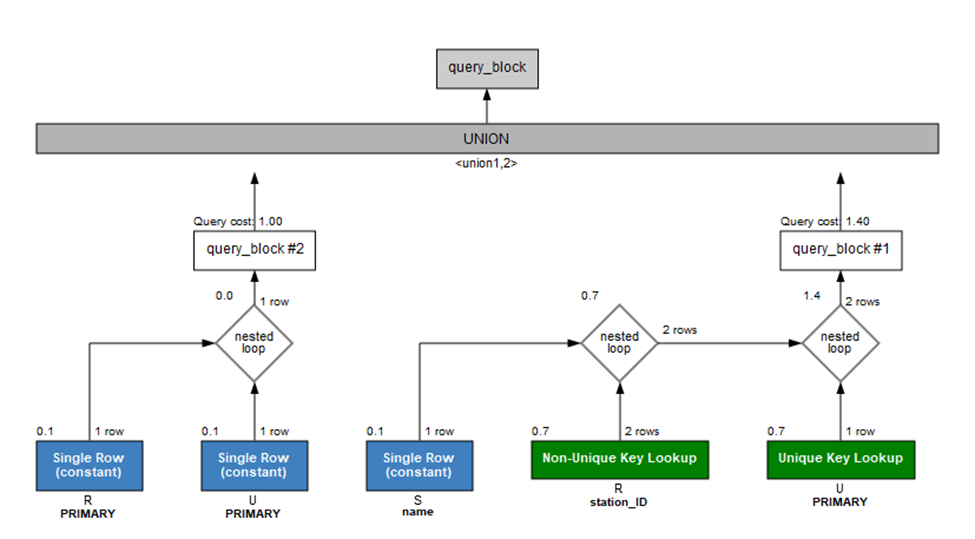 query_block
UNION
<union1,2>
Query cost: 1.00
Query cost: 1.40
query_block #2
query_block #1
0.0
1 row
0.7
1.4
2 rows
nested
loop
nested
loop
2 rows
nested
loop
0.1
1 row
0.1
1 row
0.1
1 row
0.7
2 rows
0.7
1 row
Single Row
(constant)
Single Row
(constant)
Single Row
(constant)
Non-Unique Key Lookup
Unique Key Lookup
R
PRIMARY
U
PRIMARY
S
name
R
station_ID
U
PRIMARY